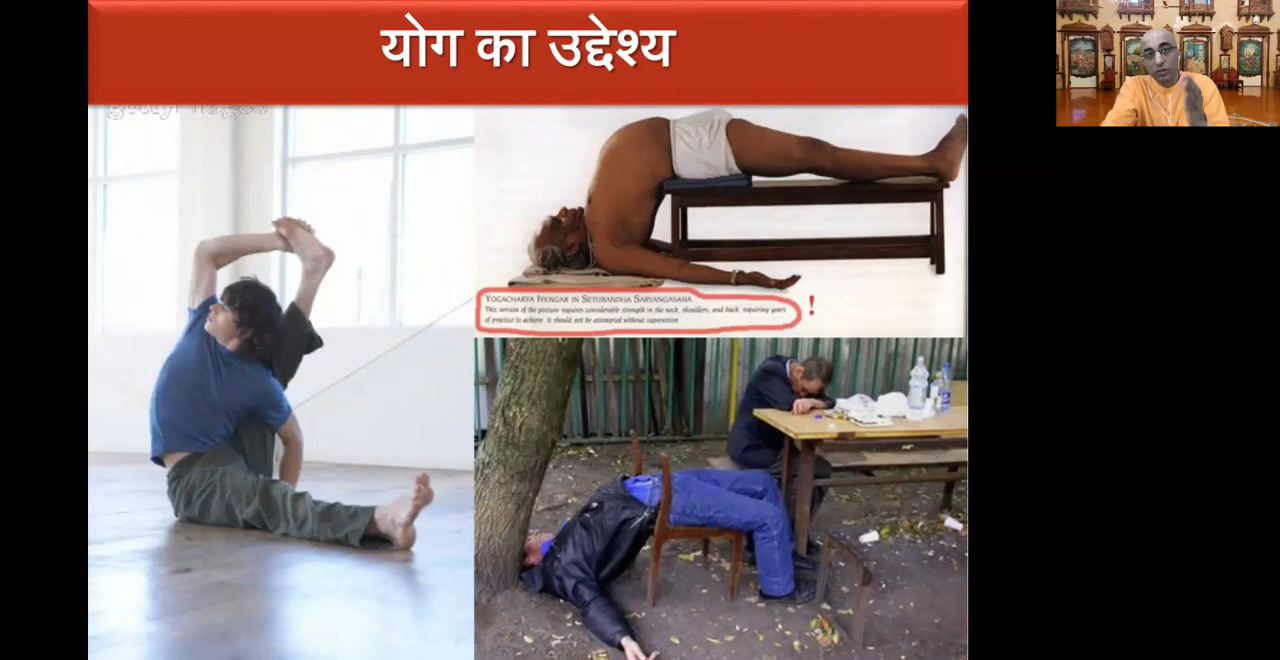 योग का उद्देश्य
YOGACHARYA IYENGAR IN SETUBANDHA SARVANGASANA
This version of the posture requires considerable strength in the neck, shoulders, and back, requiring years
of practice to achieve. It should not be attempted without supervision
!